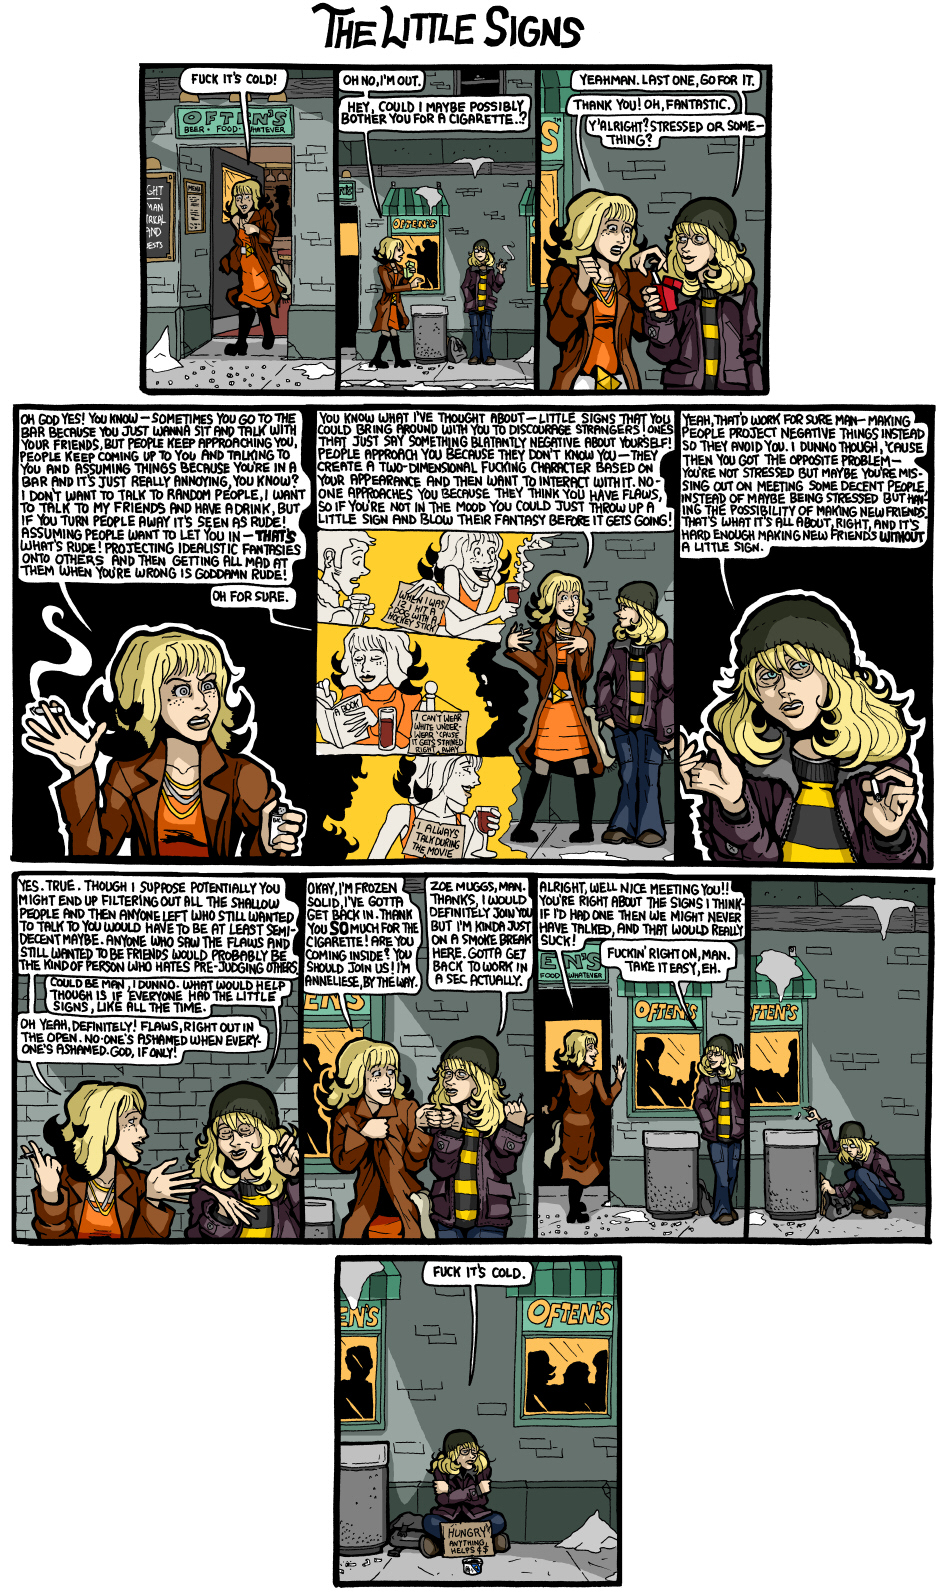 THE LITTLE SIGNS
FUCK IT'S COLD!
OFTEN'S
BEER • FOOD • WHATEVER
MENU
OH NO, I'M OUT.
HEY, COULD I MAYBE POSSIBLY
BOTHER YOU FOR A CIGARETTE..?
OFTEN'S
YEAHMAN. LAST ONE, GO FOR IT.
THANK YOU! OH, FANTASTIC.
Y'ALRIGHT? STRESSED OR SOME-
THING?
OH GOD YES! YOU KNOW — SOMETIMES YOU GO TO THE
BAR BECAUSE YOU JUST WANNA SIT AND TALK WITH
YOUR FRIENDS, BUT PEOPLE KEEP APPROACHING YOU,
PEOPLE KEEP COMING UP TO YOU AND TALKING TO
YOU AND ASSUMING THINGS BECAUSE YOU'RE IN A
BAR AND IT'S JUST REALLY ANNOYING, YOU KNOW?
I DON'T WANT TO TALK TO RANDOM PEOPLE, I WANT
TO TALK TO MY FRIENDS AND HAVE A DRINK, BUT
IF YOU TURN PEOPLE AWAY IT'S SEEN AS RUDE!
ASSUMING PEOPLE WANT TO LET YOU IN — THAT'S
WHAT'S RUDE! PROJECTING IDEALISTIC FANTASIES
ONTO OTHERS AND THEN GETTING ALL MAD AT
THEM WHEN YOU'RE WRONG IS GODDAMN RUDE!
OH FOR SURE.
YOU KNOW WHAT I'VE THOUGHT ABOUT — LITTLE SIGNS THAT YOU
COULD BRING AROUND WITH YOU TO DISCOURAGE STRANGERS! ONES
THAT JUST SAY SOMETHING BLATANTLY NEGATIVE ABOUT YOURSELF!
PEOPLE APPROACH YOU BECAUSE THEY DON'T KNOW YOU — THEY
CREATE A TWO-DIMENSIONAL FUCKING CHARACTER BASED ON
YOUR APPEARANCE AND THEN WANT TO INTERACT WITH IT. NO-
ONE APPROACHES YOU BECAUSE THEY THINK YOU HAVE FLAWS,
SO IF YOU'RE NOT IN THE MOOD YOU COULD JUST THROW UP A
LITTLE SIGN AND BLOW THEIR FANTASY BEFORE IT GETS GOING!
WHEN I WAS
12 I HIT A
DOG WITH A
HOCKEY STICK
A BOOK
I CAN'T WEAR
WHITE UNDER-
WEAR 'CAUSE
IT GETS STAINED
RIGHT AWAY
I ALWAYS
TALK DURING
THE MOVIE
YEAH, THAT'D WORK FOR SURE MAN — MAKING
PEOPLE PROJECT NEGATIVE THINGS INSTEAD
SO THEY AVOID YOU. I DUNNO THOUGH, 'CAUSE
THEN YOU GOT THE OPPOSITE PROBLEM —
YOU'RE NOT STRESSED BUT MAYBE YOU'RE MIS-
SING OUT ON MEETING SOME DECENT PEOPLE,
INSTEAD OF MAYBE BEING STRESSED BUT HAV-
ING THE POSSIBILITY OF MAKING NEW FRIENDS.
THAT'S WHAT IT'S ALL ABOUT, RIGHT, AND IT'S
HARD ENOUGH MAKING NEW FRIENDS WITHOUT
A LITTLE SIGN.
YES. TRUE. THOUGH I SUPPOSE POTENTIALLY YOU
MIGHT END UP FILTERING OUT ALL THE SHALLOW
PEOPLE AND THEN ANYONE LEFT WHO STILL WANTED
TO TALK TO YOU WOULD HAVE TO BE AT LEAST SEMI-
DECENT MAYBE. ANYONE WHO SAW THE FLAWS AND
STILL WANTED TO BE FRIENDS WOULD PROBABLY BE
THE KIND OF PERSON WHO HATES PRE-JUDGING OTHERS.
COULD BE MAN, I DUNNO. WHAT WOULD HELP
THOUGH IS IF EVERYONE HAD THE LITTLE
SIGNS, LIKE ALL THE TIME.
OH YEAH, DEFINITELY! FLAWS, RIGHT OUT IN
THE OPEN. NO-ONE'S ASHAMED WHEN EVERY-
ONE'S ASHAMED. GOD, IF ONLY!
OKAY, I'M FROZEN
SOLID, I'VE GOTTA
GET BACK IN. THANK
YOU SO MUCH FOR THE
CIGARETTE! ARE YOU
COMING INSIDE? YOU
SHOULD JOIN US! I'M
ANNELIESE, BY THE WAY.
ZOE MUGGS, MAN.
THANKS, I WOULD
DEFINITELY JOIN YOU
BUT I'M KINDA JUST
ON A SMOKE BREAK
HERE. GOTTA GET
BACK TO WORK IN
A SEC ACTUALLY.
ALRIGHT, WELL NICE MEETING YOU!!
YOU'RE RIGHT ABOUT THE SIGNS I THINK —
IF I'D HAD ONE THEN WE MIGHT NEVER
HAVE TALKED, AND THAT WOULD REALLY
SUCK!
FUCKIN' RIGHT ON, MAN.
TAKE IT EASY, EH.
EN'S
FOOD • WHATEVER
OFTEN'S
FTEN'S
FUCK IT'S COLD.
EN'S
OFTEN'S
HUNGRY
ANYTHING
HELPS 4$